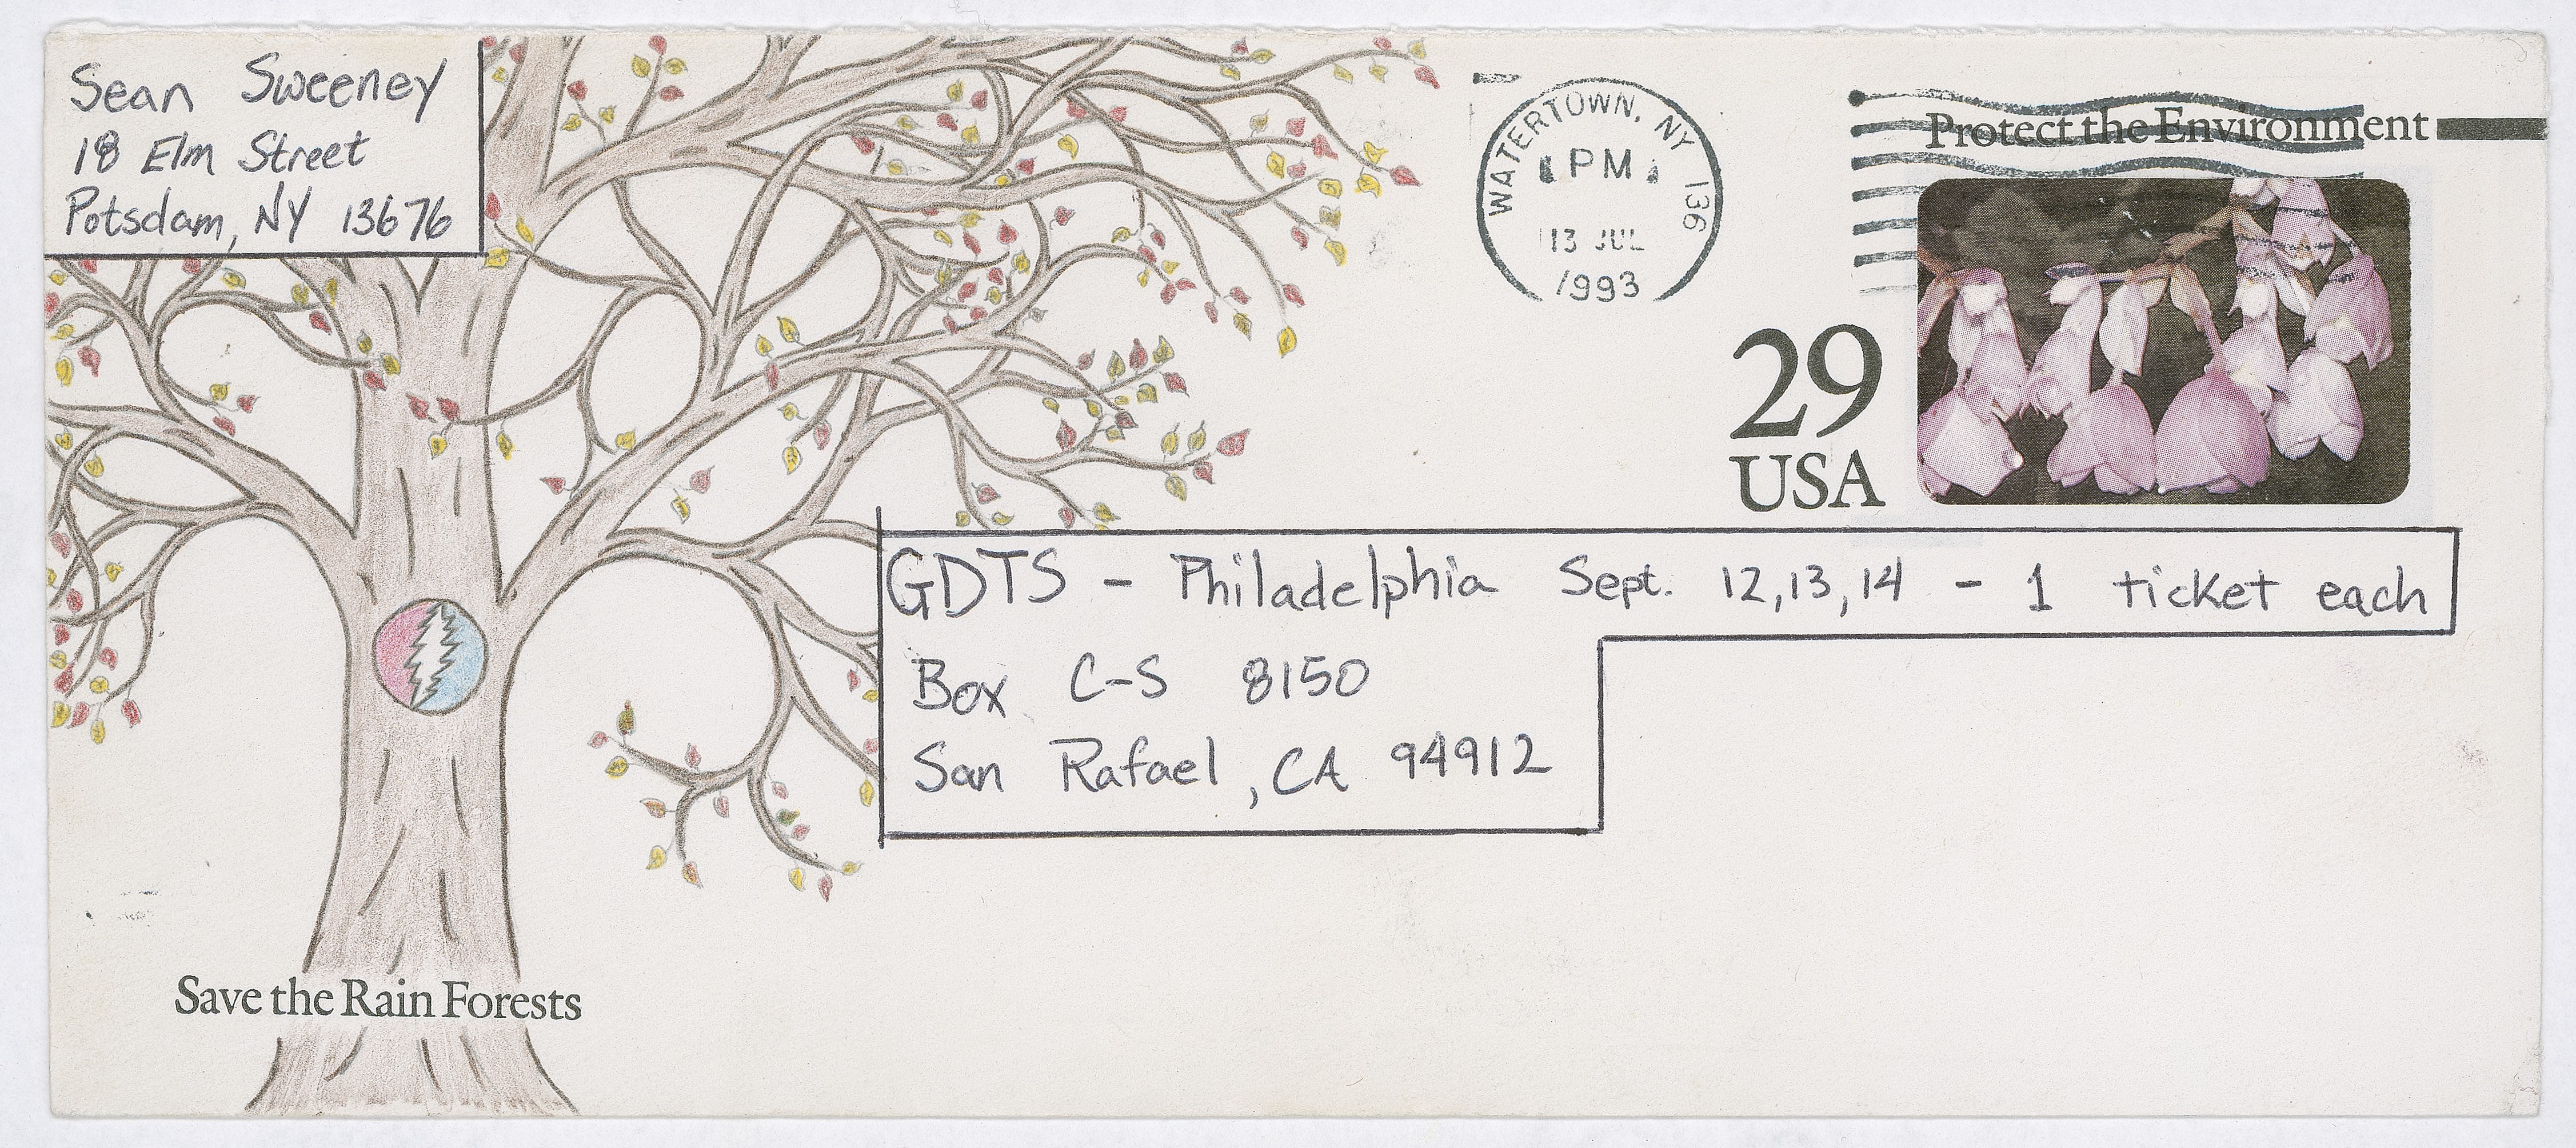 Sean Sweeney
18 Elm Street
Potsdam, NY 13676
WATERTOWN, NY 136
PM
13 JUL
1993
Protect the Environment
29
USA
GDTS - Philadelphia Sept. 12,13,14 - 1 ticket each
Box C-S 8150
San Rafael, CA 94912
Save the Rain Forests